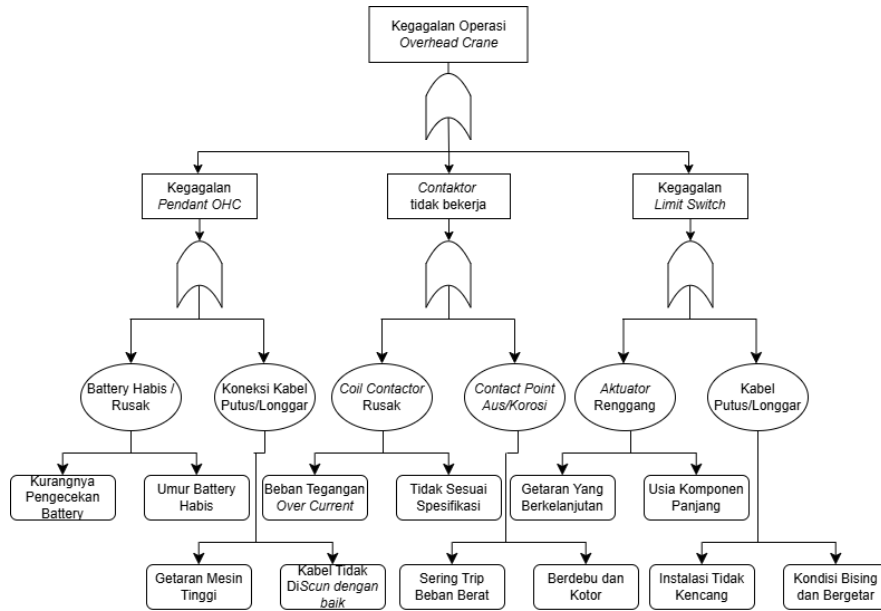 Kegagalan Operasi
Overhead Crane
Kegagalan
Pendant OHC
Contaktor
tidak bekerja
Kegagalan
Limit Switch
Battery Habis /
Rusak
Koneksi Kabel
Putus/Longgar
Coil Contactor
Rusak
Contact Point
Aus/Korosi
Aktuator
Renggang
Kabel
Putus/Longgar
Kurangnya
Pengecekan
Battery
Umur Battery
Habis
Beban Tegangan
Over Current
Tidak Sesuai
Spesifikasi
Getaran Yang
Berkelanjutan
Usia Komponen
Panjang
Getaran Mesin
Tinggi
Kabel Tidak
DiScun dengan
baik
Sering Trip
Beban Berat
Berdebu dan
Kotor
Instalasi Tidak
Kencang
Kondisi Bising
dan Bergetar